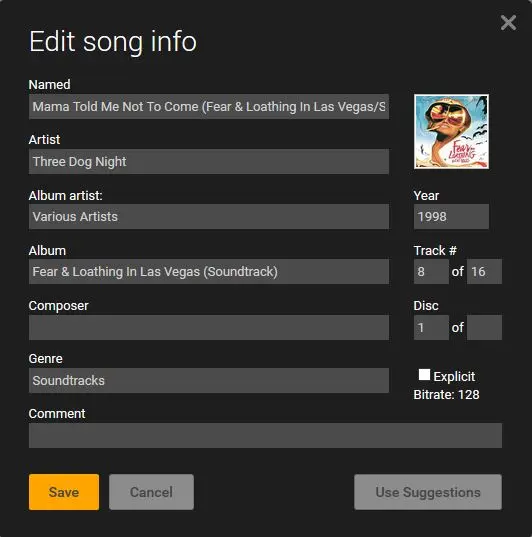 Edit song info
Named
Mama Told Me Not To Come (Fear & Loathing In Las Vegas/S
Artist
Three Dog Night
Album artist:
Various Artists
Year
1998
Album
Fear & Loathing In Las Vegas (Soundtrack)
Track #
8 of 16
Composer
Disc
1 of
Genre
Soundtracks
Explicit
Bitrate: 128
Comment
Save
Cancel
Use Suggestions
Fear
LOATHING